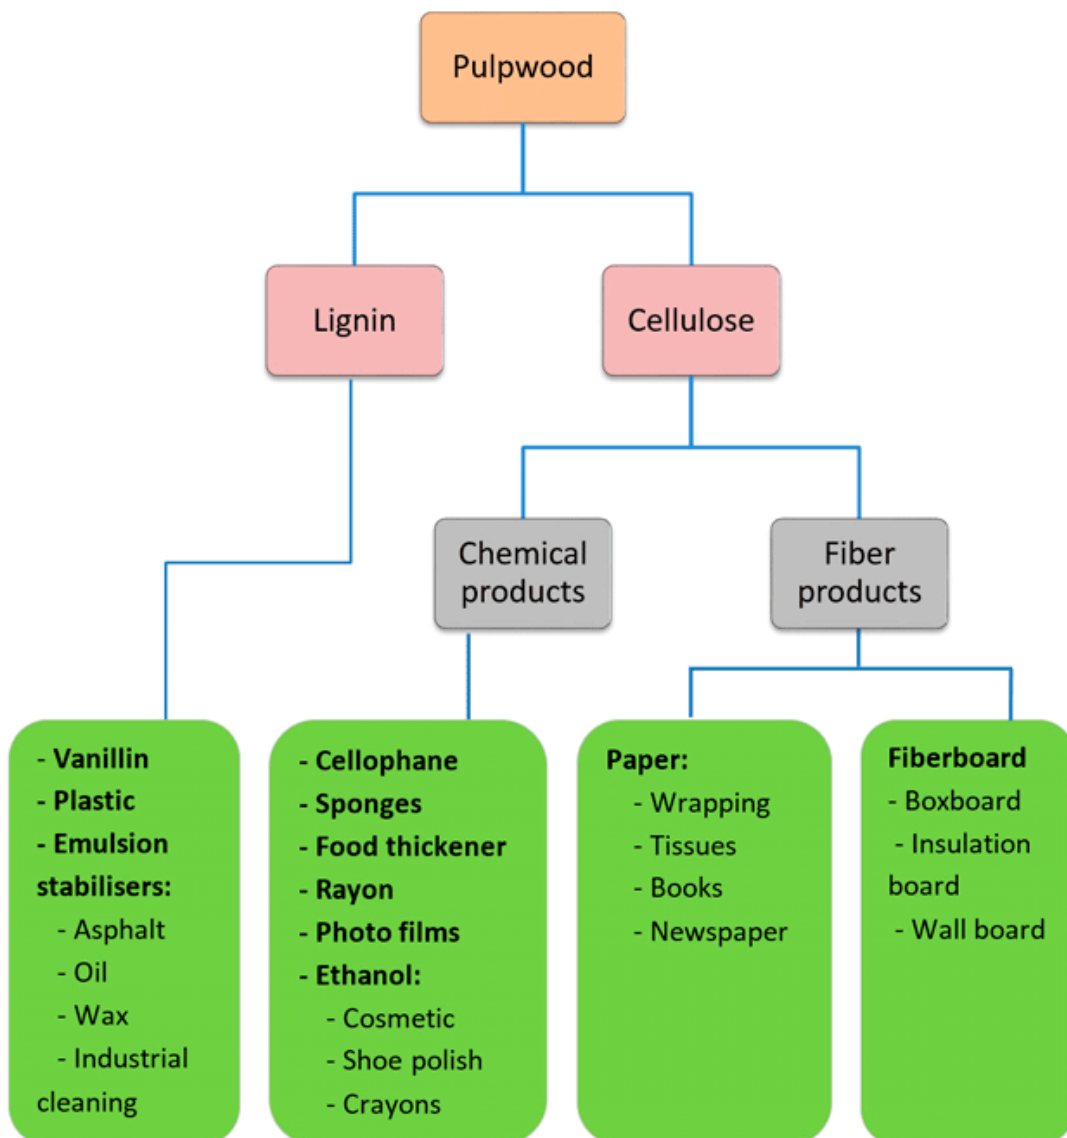 Pulpwood
Lignin
Cellulose
Chemical
products
Fiber
products
- Vanillin
- Plastic
- Emulsion
stabilisers:
- Asphalt
- Oil
- Wax
- Industrial
cleaning
- Cellophane
- Sponges
- Food thickener
- Rayon
- Photo films
- Ethanol:
- Cosmetic
- Shoe polish
- Crayons
Paper:
- Wrapping
- Tissues
- Books
- Newspaper
Fiberboard
- Boxboard
- Insulation
board
- Wall board